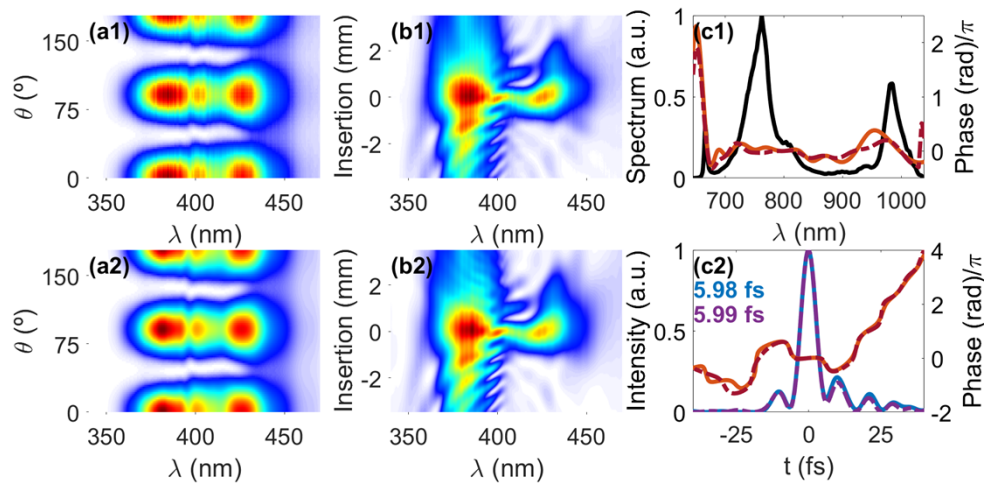 (a1)
150
75
0
θ (º)
350
400
450
λ (nm)
(b1)
2
0
-2
Insertion (mm)
350
400
450
λ (nm)
(c1)
1
0.5
0
Spectrum (a.u.)
2
1
0
Phase (rad)/π
700
800
900
1000
λ (nm)
(a2)
150
75
0
θ (º)
350
400
450
λ (nm)
(b2)
2
0
-2
Insertion (mm)
350
400
450
λ (nm)
(c2)
5.98 fs
5.99 fs
1
0.5
0
Intensity (a.u.)
4
2
0
-2
Phase (rad)/π
-25
0
25
t (fs)